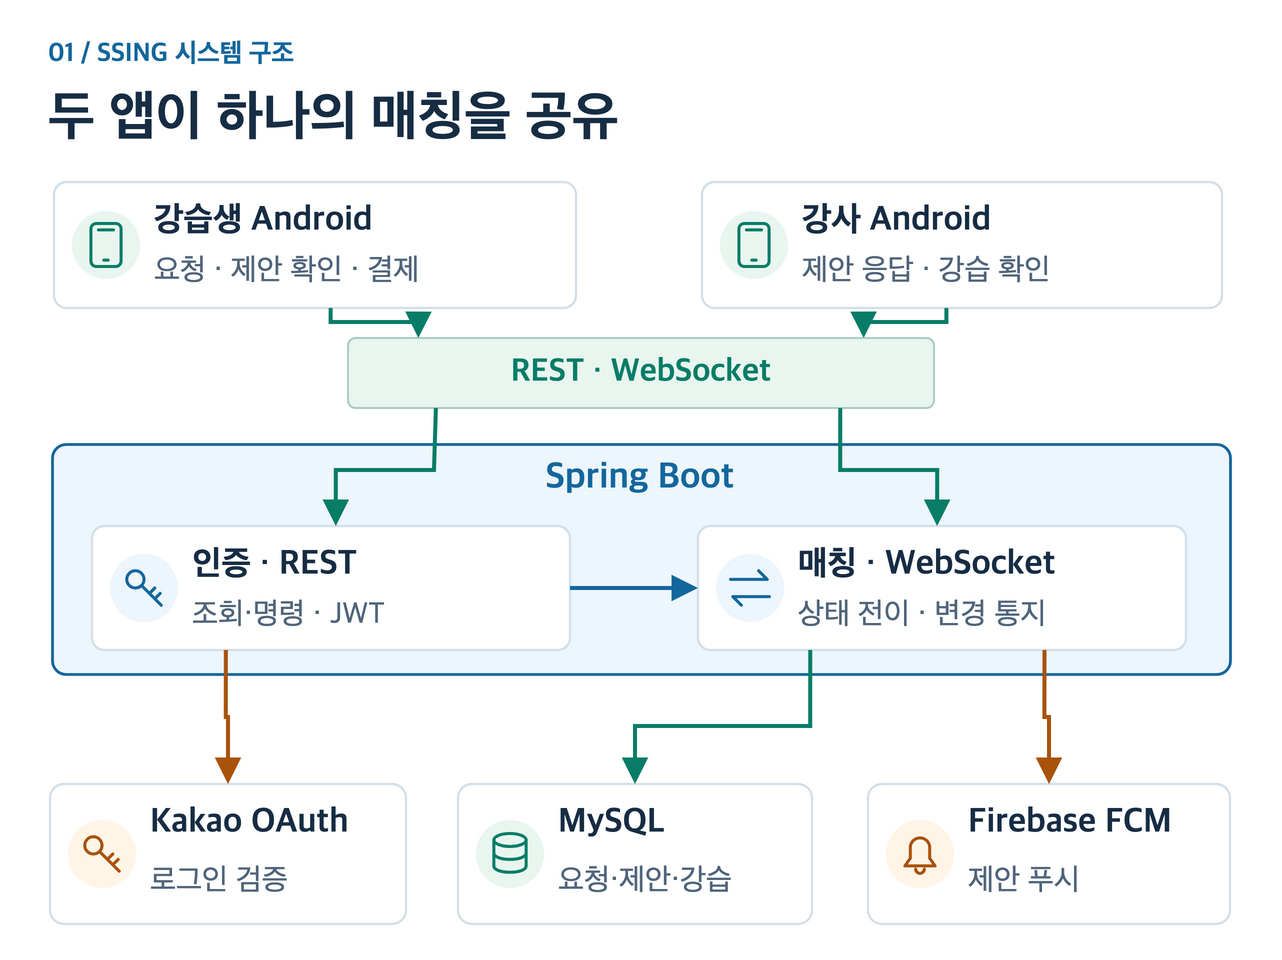 01 / SSING 시스템 구조
두 앱이 하나의 매칭을 공유
강습생 Android
요청 · 제안 확인 · 결제
강사 Android
제안 응답 · 강습 확인
REST · WebSocket
Spring Boot
인증 · REST
조회·명령 · JWT
매칭 · WebSocket
상태 전이 · 변경 통지
Kakao OAuth
로그인 검증
MySQL
요청·제안·강습
Firebase FCM
제안 푸시